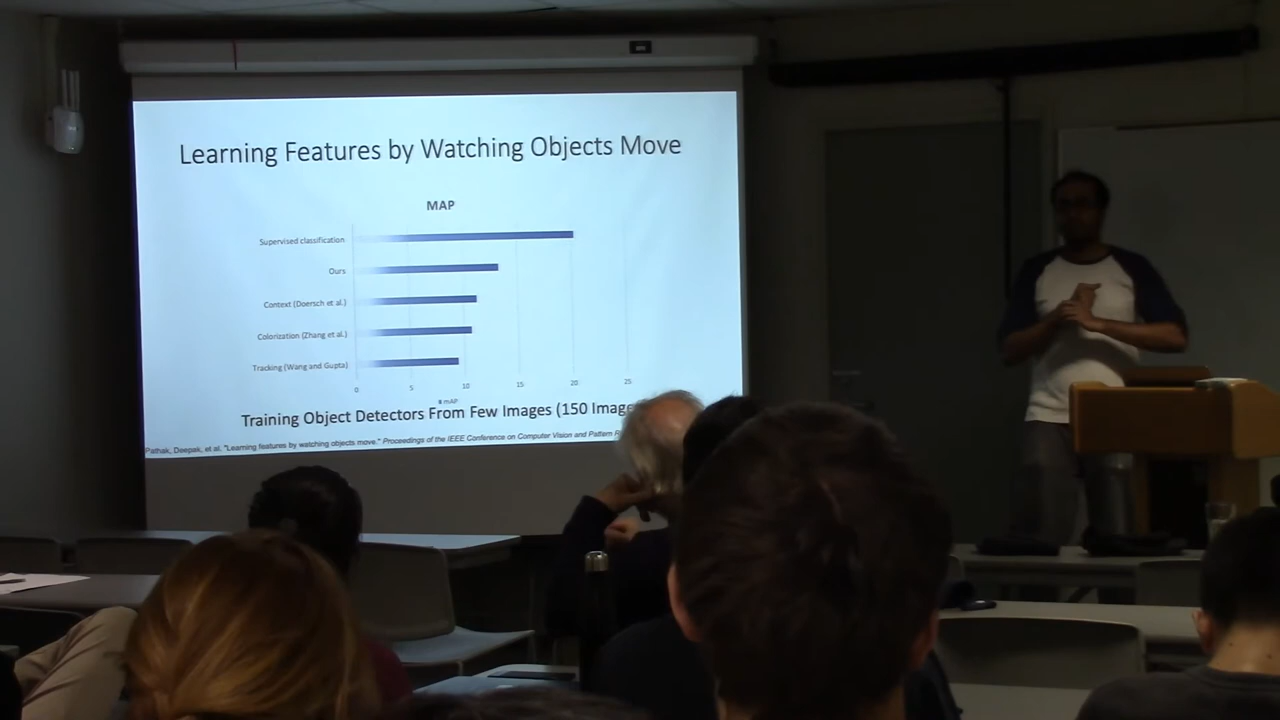 Learning Features by Watching Objects Move
MAP
Supervised classification
Ours
Context (Doersch et al.)
Colorization (Zhang et al.)
Tracking (Wang and Gupta)
0 5 10 15 20 25
mAP
Training Object Detectors From Few Images (150
Pathak, Deepak, et al. "Learning features by watching objects move." Proceedings of the IEEE Conference on Computer Vision and Pattern